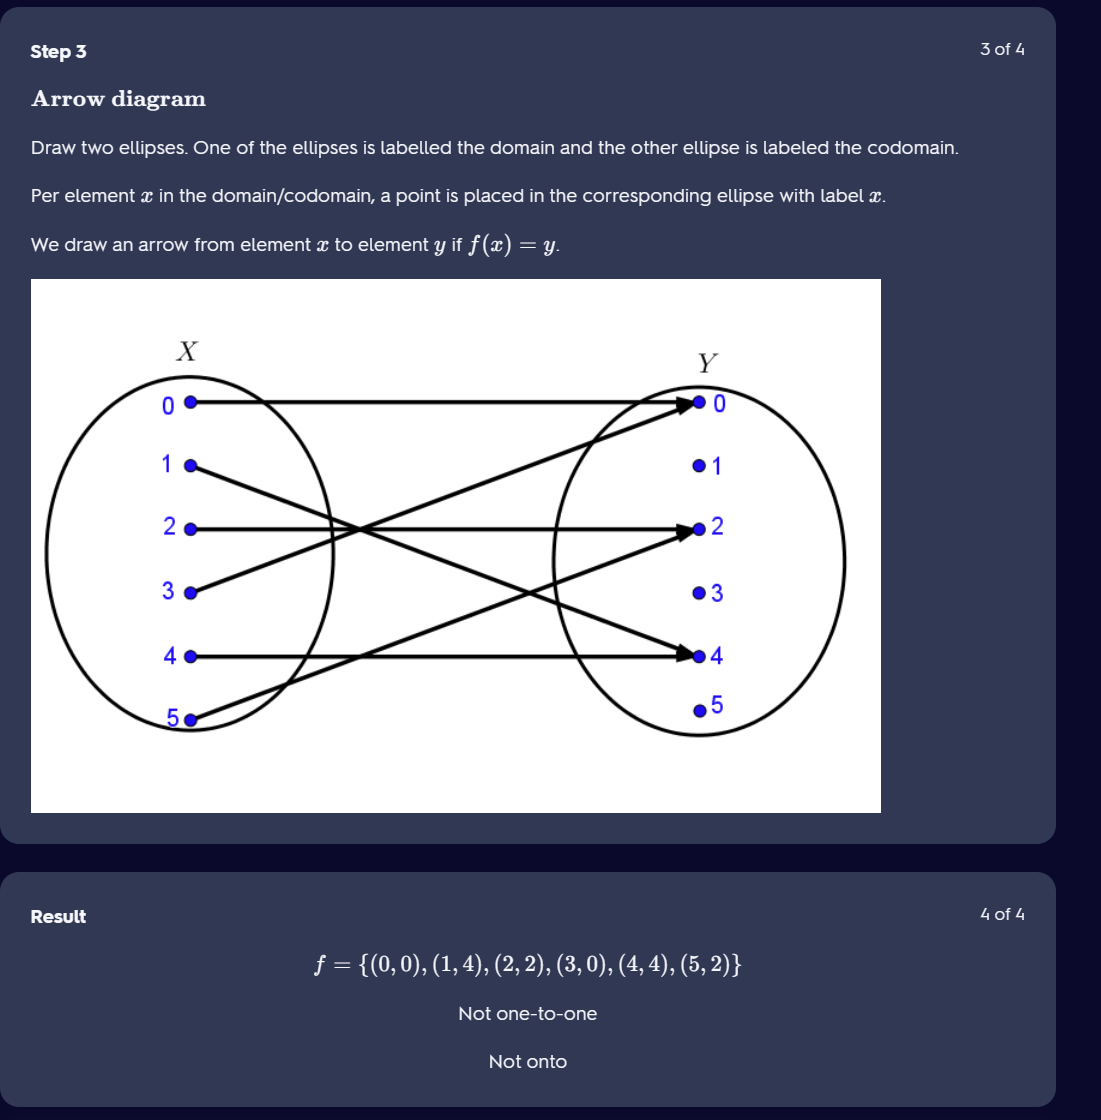 Step 3
3 of 4
Arrow diagram
Draw two ellipses. One of the ellipses is labelled the domain and the other ellipse is labeled the codomain.
Per element x in the domain/codomain, a point is placed in the corresponding ellipse with label x.
We draw an arrow from element x to element y if f(x) = y.
X
Y
0
0
1
1
2
2
3
3
4
4
5
5
Result
4 of 4
f = {(0, 0), (1, 4), (2, 2), (3, 0), (4, 4), (5, 2)}
Not one-to-one
Not onto